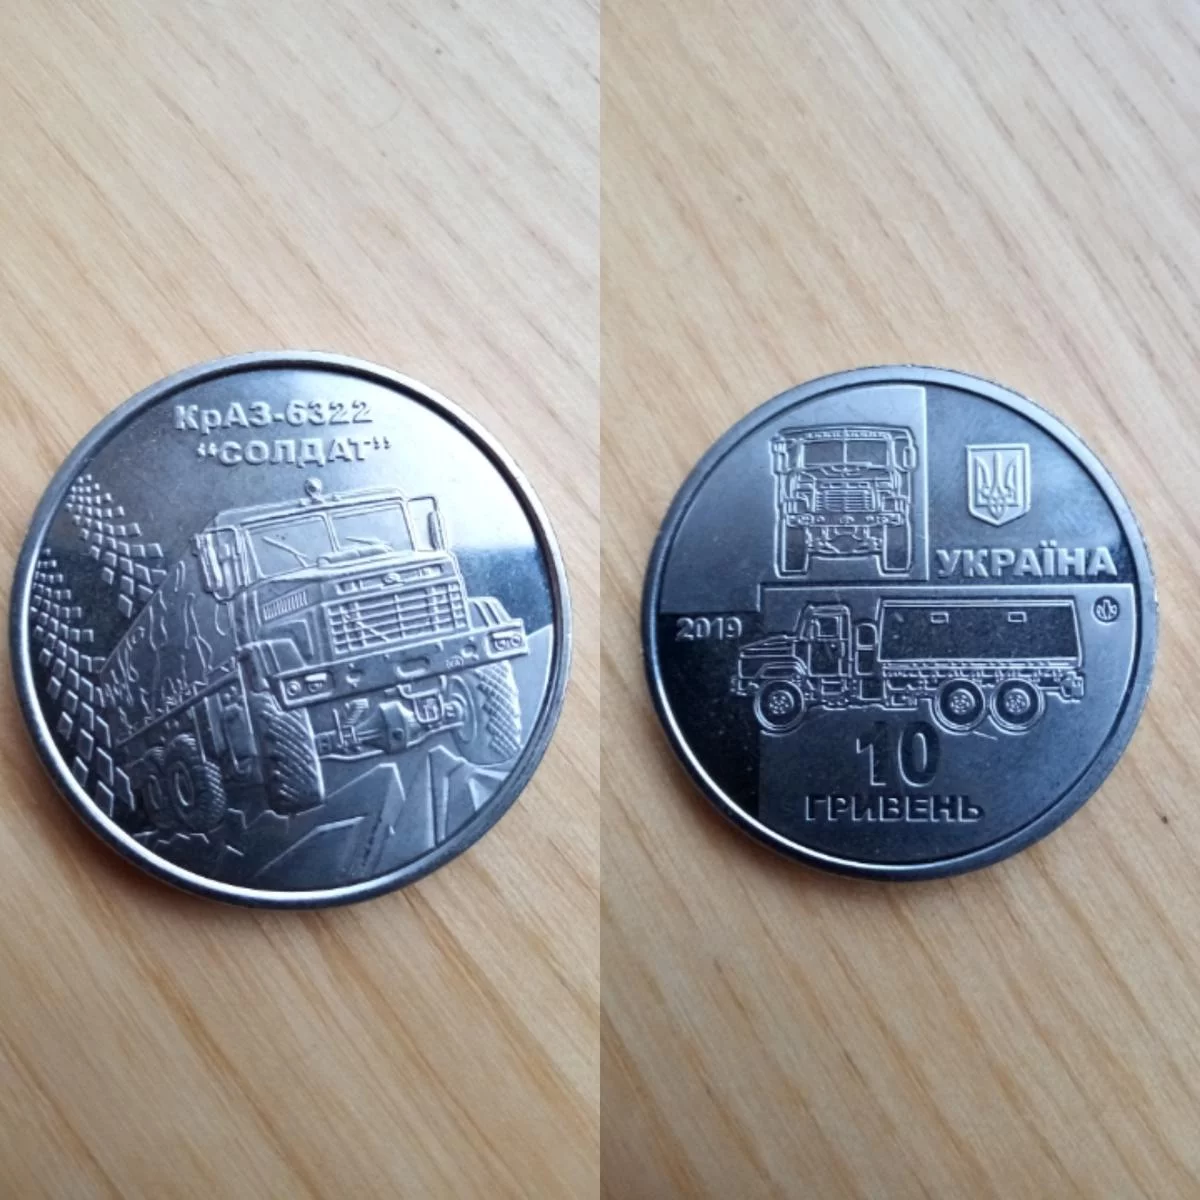 КрАЗ-6322
“СОЛДАТ”
УКРАЇНА
2019
10
ГРИВЕНЬ